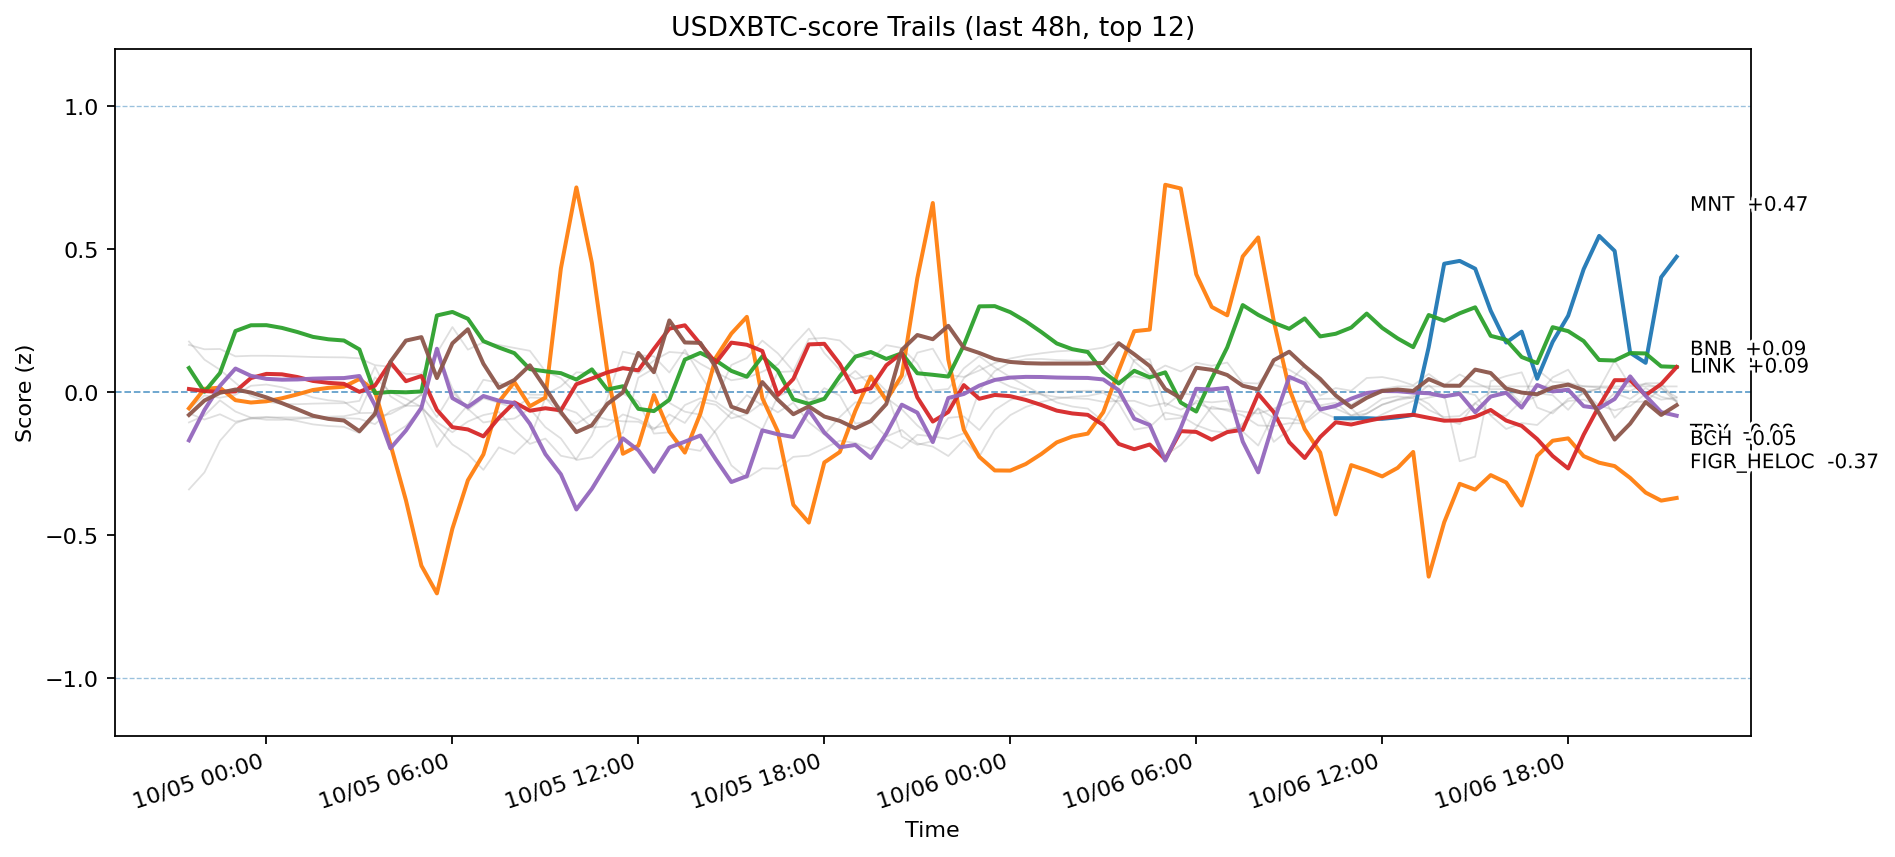 USDXBTC-score Trails (last 48h, top 12)
Score (z)
1.0
0.5
0.0
−0.5
−1.0
MNT +0.47
BNB +0.09
LINK +0.09
BCH -0.05
FIGR_HELOC -0.37
10/05 00:00
10/05 06:00
10/05 12:00
10/05 18:00
10/06 00:00
10/06 06:00
10/06 12:00
10/06 18:00
Time